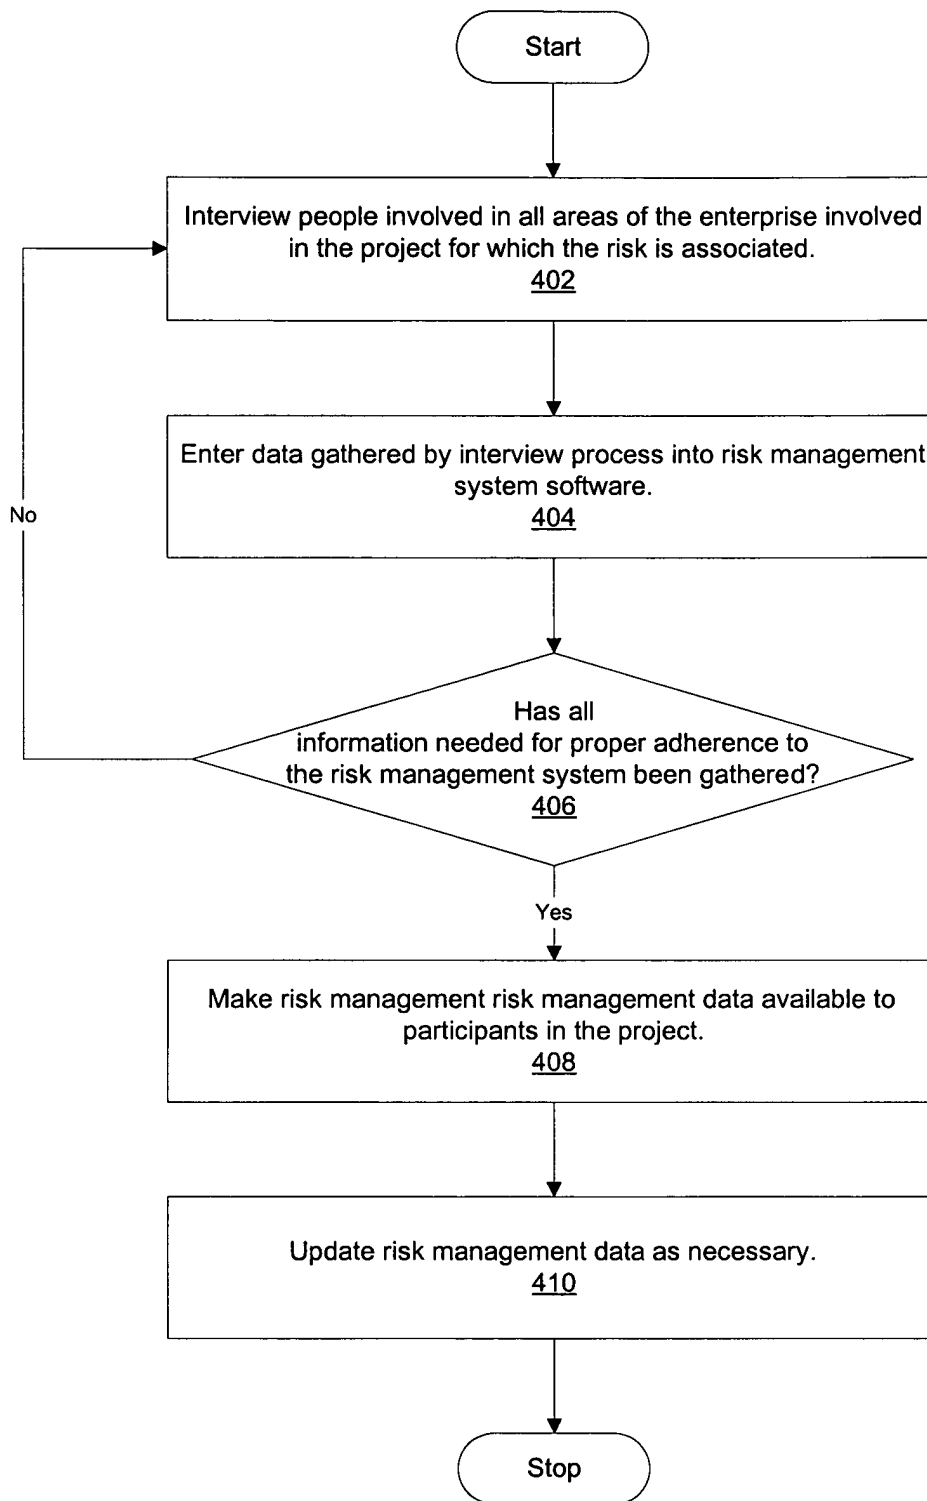 Start
Interview people involved in all areas of the enterprise involved
in the project for which the risk is associated.
402
Enter data gathered by interview process into risk management
system software.
404
No
Has all
information needed for proper adherence to
the risk management system been gathered?
406
Yes
Make risk management risk management data available to
participants in the project.
408
Update risk management data as necessary.
410
Stop